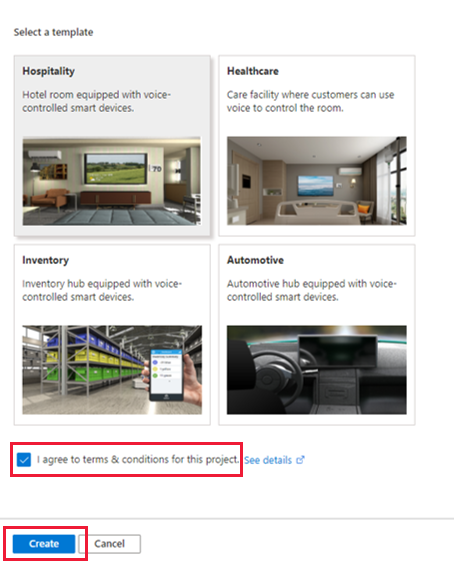 Select a template
Hospitality
Hotel room equipped with voice-
controlled smart devices.
Healthcare
Care facility where customers can use
voice to control the room.
70
Inventory
Inventory hub equipped with voice-
controlled smart devices.
Automotive
Automotive hub equipped with voice-
controlled smart devices.
I agree to terms & conditions for this project. See details
Create
Cancel